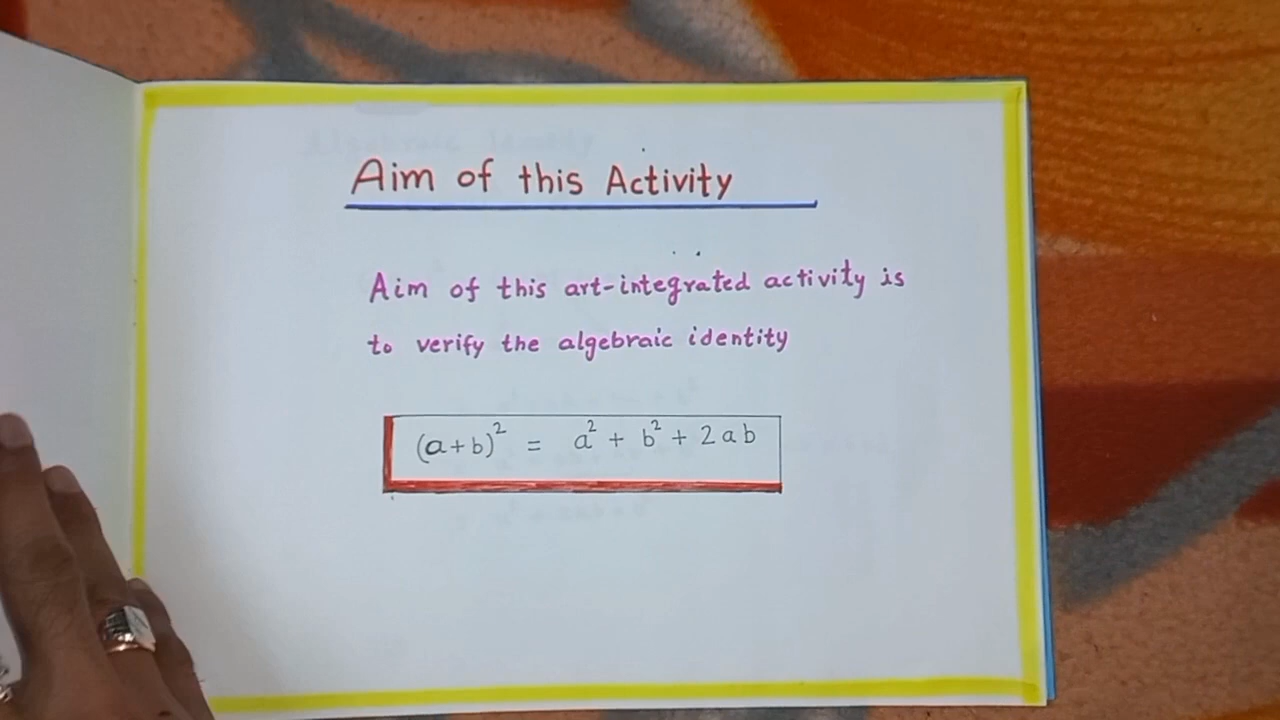 Aim of this Activity
Aim of this art-integrated activity is
to verify the algebraic identity
(a+b)² = a² + b² + 2ab